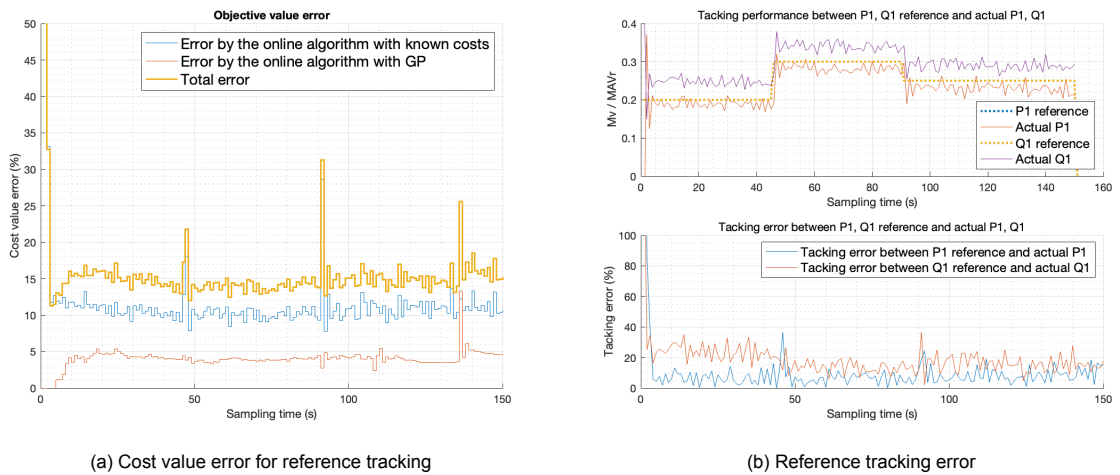 Objective value error
50
45
40
35
30
25
20
15
10
5
0
Cost value error (%)
Error by the online algorithm with known costs
Error by the online algorithm with GP
Total error
0 50 100 150
Sampling time (s)
(a) Cost value error for reference tracking
Tacking performance between P1, Q1 reference and actual P1, Q1
0.4
0.3
0.2
0.1
0
Mv / MAVr
P1 reference
Actual P1
Q1 reference
Actual Q1
0 20 40 60 80 100 120 140 160
Sampling time (s)
Tacking error between P1, Q1 reference and actual P1, Q1
100
80
60
40
20
0
Tacking error (%)
Tacking error between P1 reference and actual P1
Tacking error between Q1 reference and actual Q1
0 50 100 150
Sampling time (s)
(b) Reference tracking error